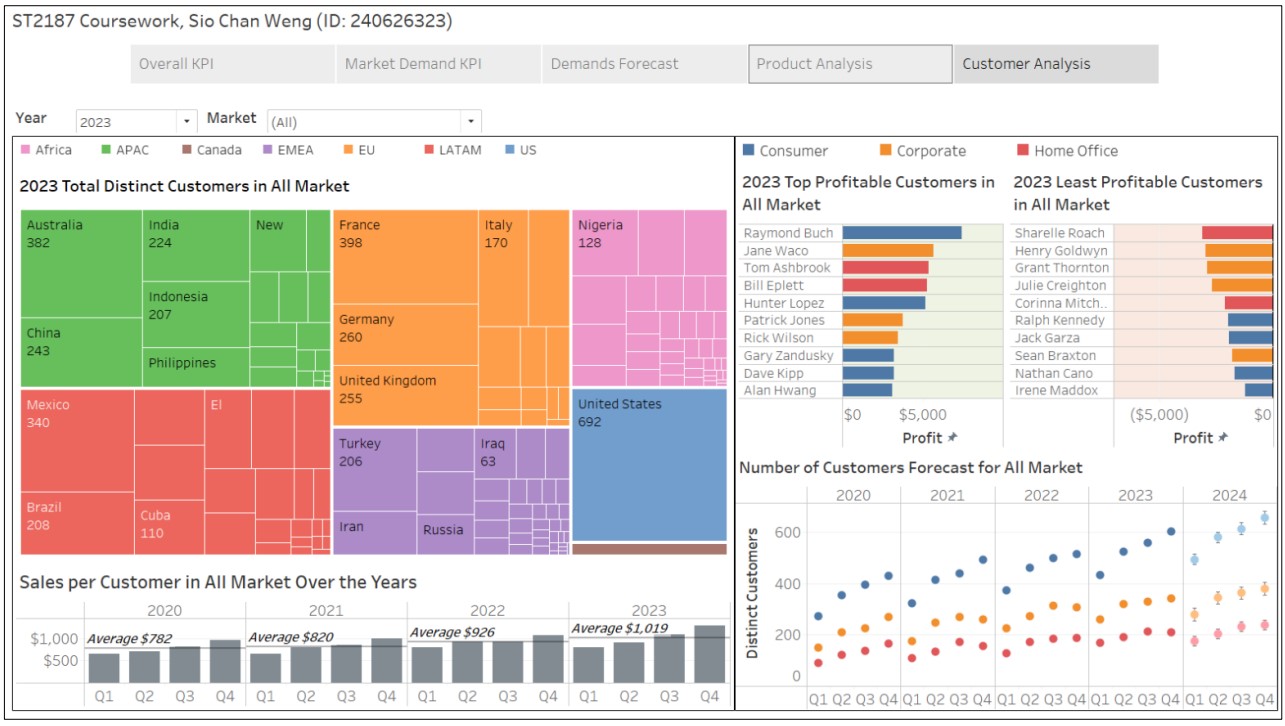 ST2187 Coursework, Sio Chan Weng (ID: 240626323)
Overall KPI
Market Demand KPI
Demands Forecast
Product Analysis
Customer Analysis
Year
2023
Market
(All)
Africa
APAC
Canada
EMEA
EU
LATAM
US
2023 Total Distinct Customers in All Market
Australia
382
India
224
New
China
243
Indonesia
207
Philippines
France
398
Italy
170
Germany
260
United Kingdom
255
Nigeria
128
Mexico
340
El
Brazil
208
Cuba
110
Turkey
206
Iraq
63
Iran
Russia
United States
692
Sales per Customer in All Market Over the Years
2020
2021
2022
2023
$1,000
$500
Average $782
Average $820
Average $926
Average $1,019
Q1 Q2 Q3 Q4
Q1 Q2 Q3 Q4
Q1 Q2 Q3 Q4
Q1 Q2 Q3 Q4
Consumer
Corporate
Home Office
2023 Top Profitable Customers in
All Market
Raymond Buch
Jane Waco
Tom Ashbrook
Bill Eplett
Hunter Lopez
Patrick Jones
Rick Wilson
Gary Zandusky
Dave Kipp
Alan Hwang
$0
$5,000
Profit
2023 Least Profitable Customers
in All Market
Sharelle Roach
Henry Goldwyn
Grant Thornton
Julie Creighton
Corinna Mitch..
Ralph Kennedy
Jack Garza
Sean Braxton
Nathan Cano
Irene Maddox
($5,000)
$0
Profit
Number of Customers Forecast for All Market
2020
2021
2022
2023
2024
Distinct Customers
600
400
200
0
Q1 Q2 Q3 Q4
Q1 Q2 Q3 Q4
Q1 Q2 Q3 Q4
Q1 Q2 Q3 Q4
Q1 Q2 Q3 Q4